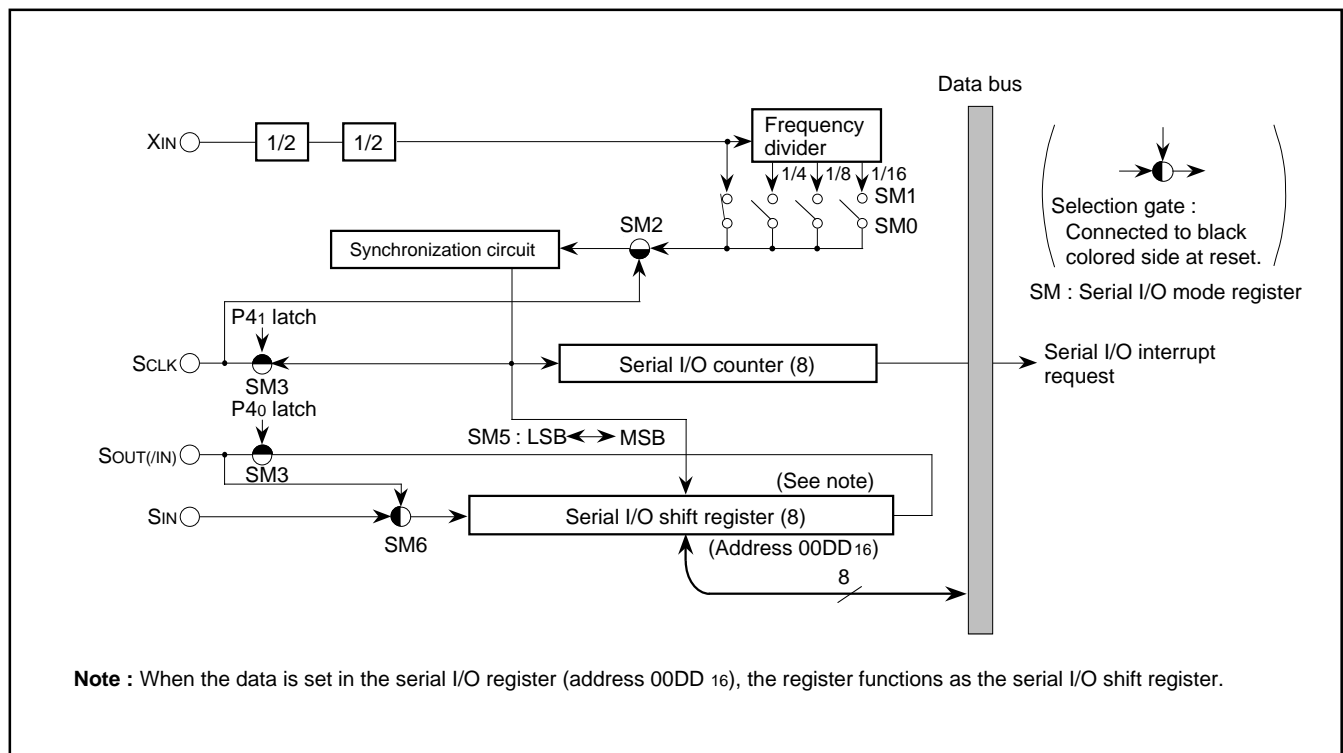 Data bus
XIN
1/2
1/2
Frequency
divider
1/4
1/8
1/16
SM1
SM0
SM2
Synchronization circuit
Selection gate :
Connected to black
colored side at reset.
SM : Serial I/O mode register
P41 latch
SCLK
SM3
Serial I/O counter (8)
Serial I/O interrupt
request
P40 latch
SM5 : LSB
MSB
SOUT(/IN)
SM3
(See note)
SIN
SM6
Serial I/O shift register (8)
(Address 00DD 16)
8
Note : When the data is set in the serial I/O register (address 00DD 16), the register functions as the serial I/O shift register.